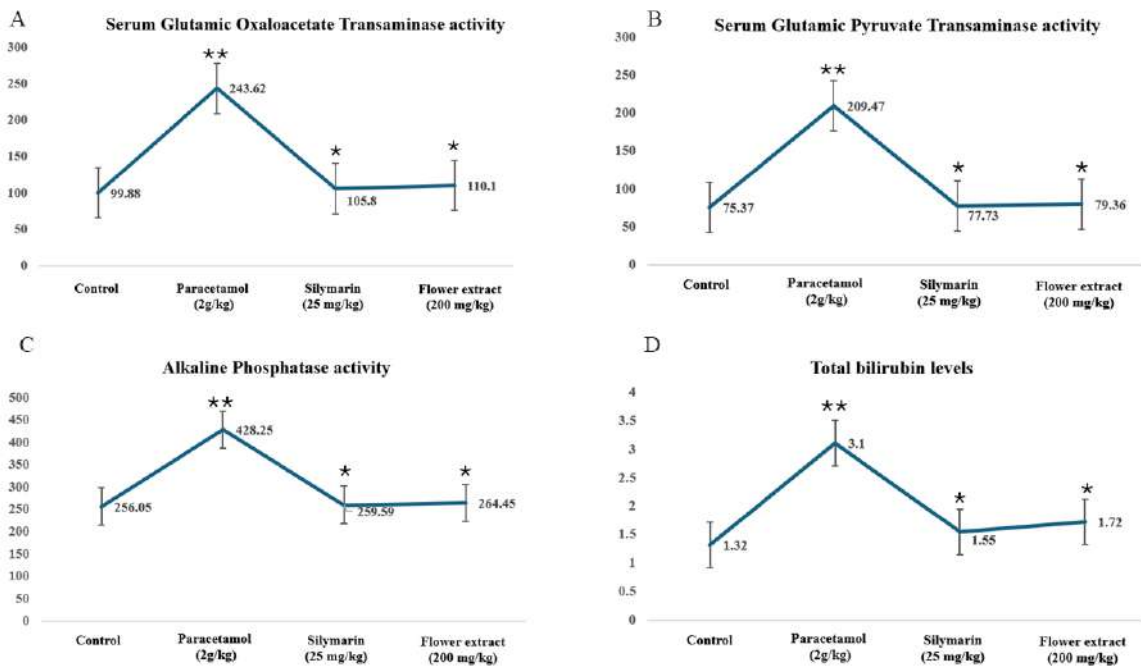 A
Serum Glutamic Oxaloacetate Transaminase activity
300
250
200
150
100
50
0
**
243.62
*
*
99.88
105.8
110.1
Control
Paracetamol
(2g/kg)
Silymarin
(25 mg/kg)
Flower extract
(200 mg/kg)
B
Serum Glutamic Pyruvate Transaminase activity
300
250
200
150
100
50
0
**
209.47
*
*
75.37
77.73
79.36
Control
Paracetamol
(2g/kg)
Silymarin
(25 mg/kg)
Flower extract
(200 mg/kg)
C
Alkaline Phosphatase activity
500
450
400
350
300
250
200
150
100
50
0
**
428.25
*
*
256.05
259.59
264.45
Control
Paracetamol
(2g/kg)
Silymarin
(25 mg/kg)
Flower extract
(200 mg/kg)
D
Total bilirubin levels
4
3.5
3
2.5
2
1.5
1
0.5
0
**
3.1
*
*
1.32
1.55
1.72
Control
Paracetamol
(2g/kg)
Silymarin
(25 mg/kg)
Flower extract
(200 mg/kg)